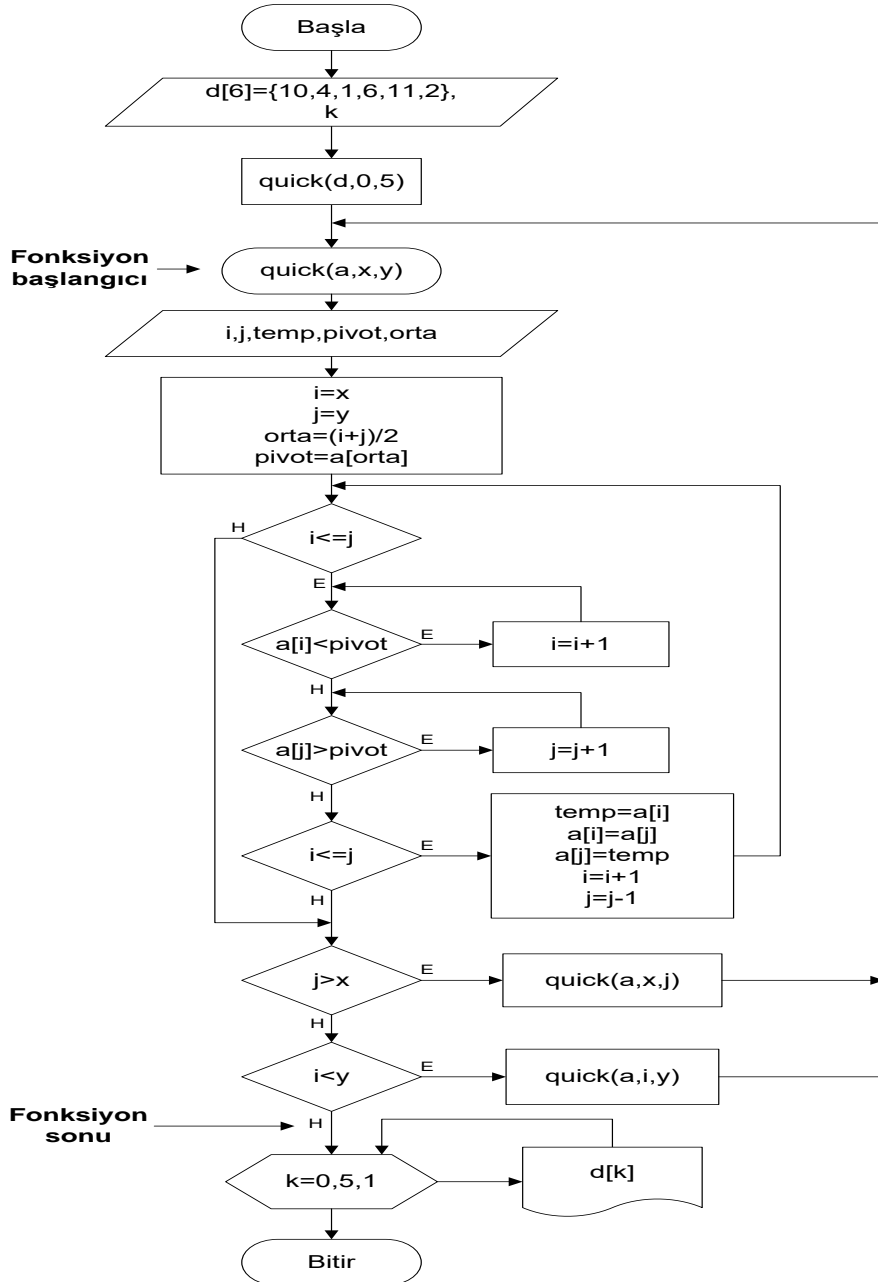 Başla
d[6]={10,4,1,6,11,2},
k
quick(d,0,5)
Fonksiyon
başlangıcı
quick(a,x,y)
i,j,temp,pivot,orta
i=x
j=y
orta=(i+j)/2
pivot=a[orta]
H
i<=j
E
a[i]<pivot
E
i=i+1
H
a[j]>pivot
E
j=j+1
H
i<=j
E
temp=a[i]
a[i]=a[j]
a[j]=temp
i=i+1
j=j-1
H
j>x
E
quick(a,x,j)
H
i<y
E
quick(a,i,y)
Fonksiyon
sonu
H
k=0,5,1
d[k]
Bitir